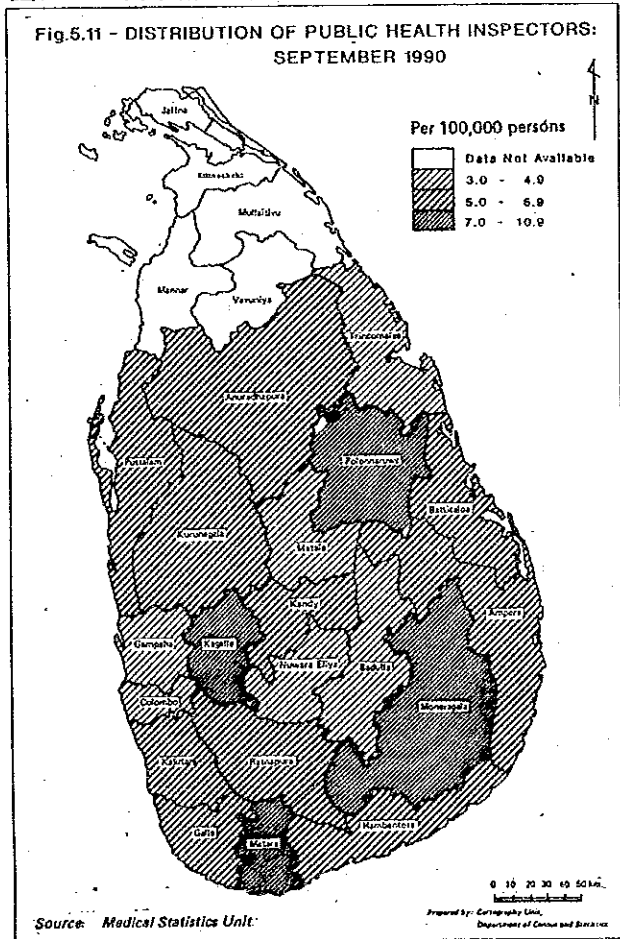 Fig.5.11 - DISTRIBUTION OF PUBLIC HEALTH INSPECTORS:
SEPTEMBER 1990
N
Per 100,000 persons
Data Not Available
3.0 - 4.9
5.0 - 6.9
7.0 - 10.9
Jaffna
Mullaitivu
Mannar
Vavuniya
Trincomalee
Anuradhapura
Polonnaruwa
Puttalam
Batticaloa
Kurunegala
Matale
Kandy
Ampara
Gampaha
Kegalle
Nuwara Eliya
Badulla
Colombo
Moneragala
Kalutara
Ratnapura
Hambantota
Galle
Matara
0 10 20 30 40 50 km.
Source: Medical Statistics Unit.
Prepared by: Cartography Unit,
Department of Census and Statistics